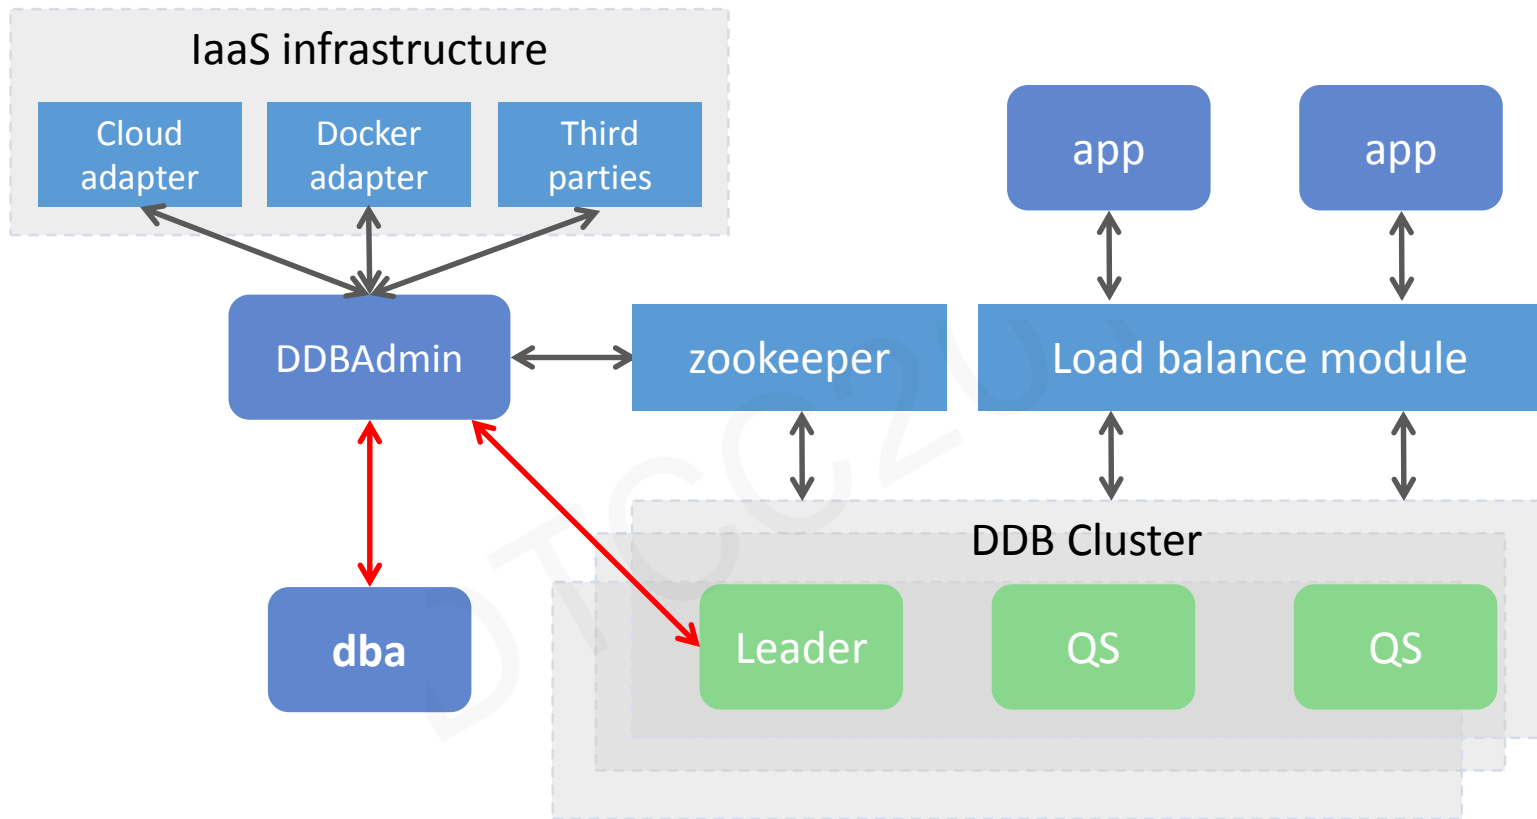 IaaS infrastructure
Cloud
adapter
Docker
adapter
Third
parties
app
app
DDBAdmin
zookeeper
Load balance module
DDB Cluster
dba
Leader
QS
QS